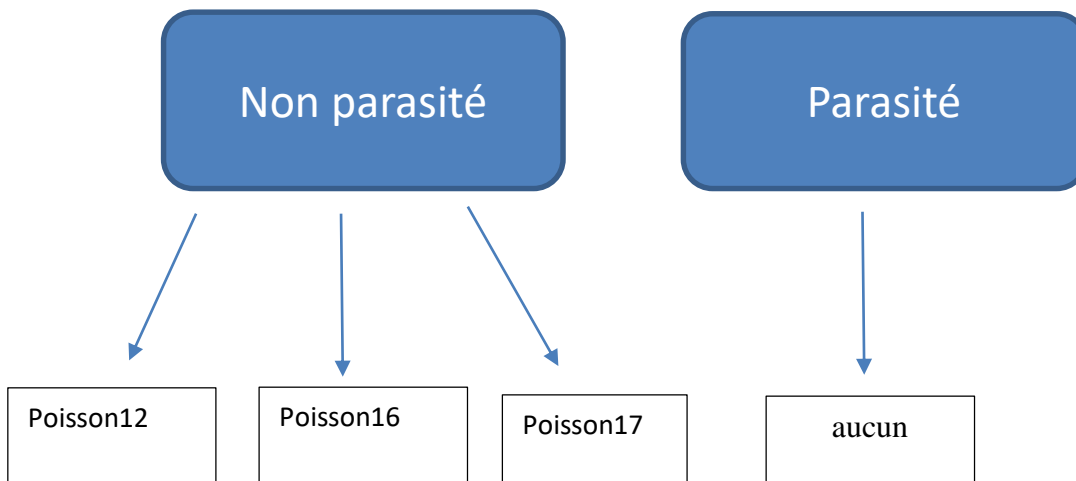 Non parasité
Parasité
Poisson12
Poisson16
Poisson17
aucun